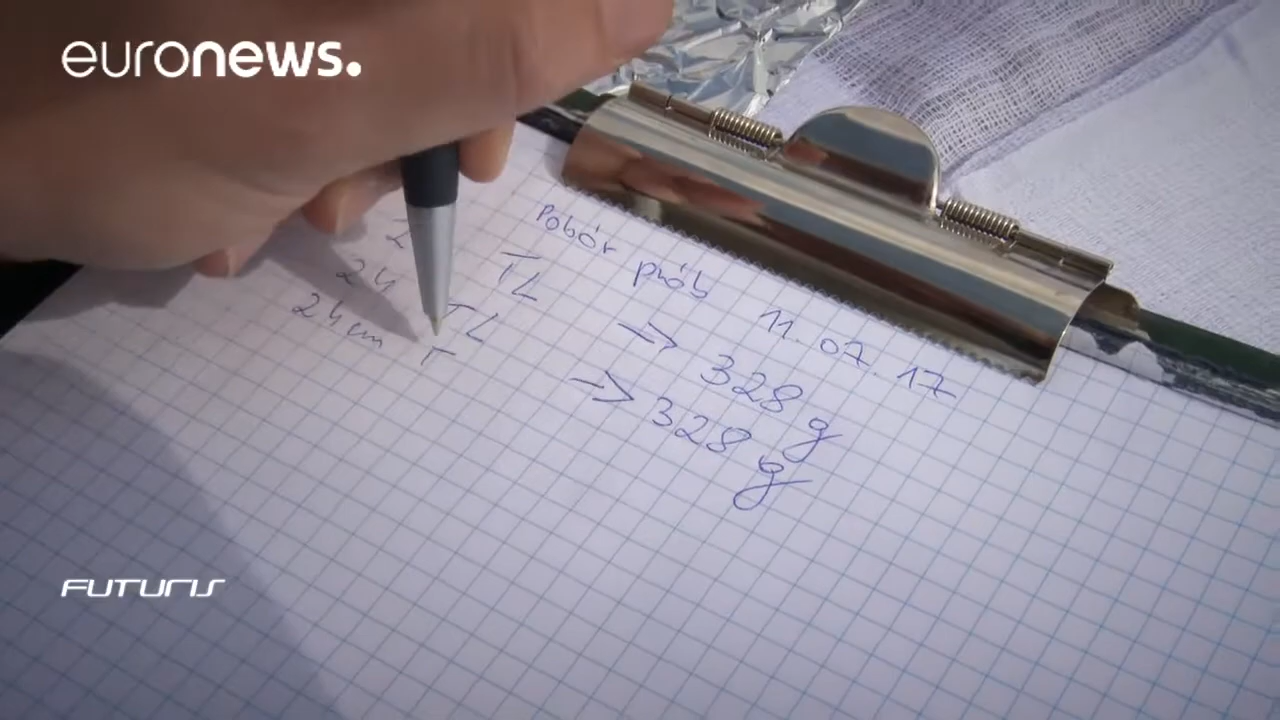 euronews.
Pobór prób 11.07.17
TL => 328 g
24 TL => 328 g
24 cm T
FUTURIS